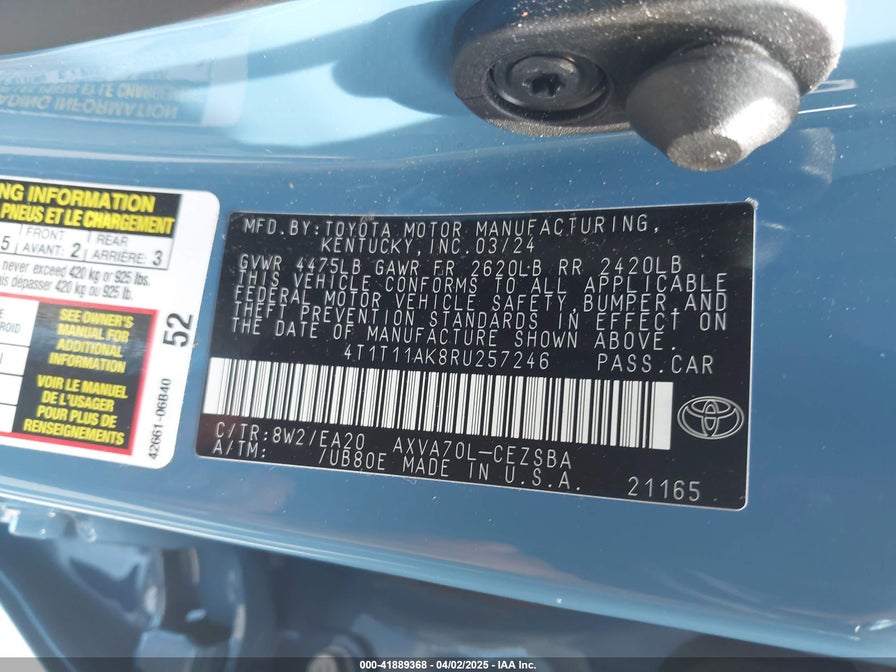 NG INFORMATION
PNEUS ET LE CHARGEMENT
5 FRONT AVANT: 2 REAR ARRIÈRE: 3
never exceed 420 kg or 925 lbs.
dépasser 420 kg ou 925 lb.
SEE OWNER'S
MANUAL FOR
ADDITIONAL
INFORMATION
VOIR LE MANUEL
DE L'USAGER
POUR PLUS DE
RENSEIGNEMENTS
52
42661-06B40
MFD.BY:TOYOTA MOTOR MANUFACTURING,
KENTUCKY,INC.03/24
GVWR 4475LB GAWR FR 2620LB RR 2420LB
THIS VEHICLE CONFORMS TO ALL APPLICABLE
FEDERAL MOTOR VEHICLE SAFETY,BUMPER,AND
THEFT PREVENTION STANDARDS IN EFFECT ON
THE DATE OF MANUFACTURE SHOWN ABOVE.
4T1T11AK8RU257246 PASS.CAR
C/TR:8W2/EA20 AXVA70L-CEZSBA
A/TM: /UB80E MADE IN U.S.A.
21165
000-41889368 - 04/02/2025 - IAA Inc.